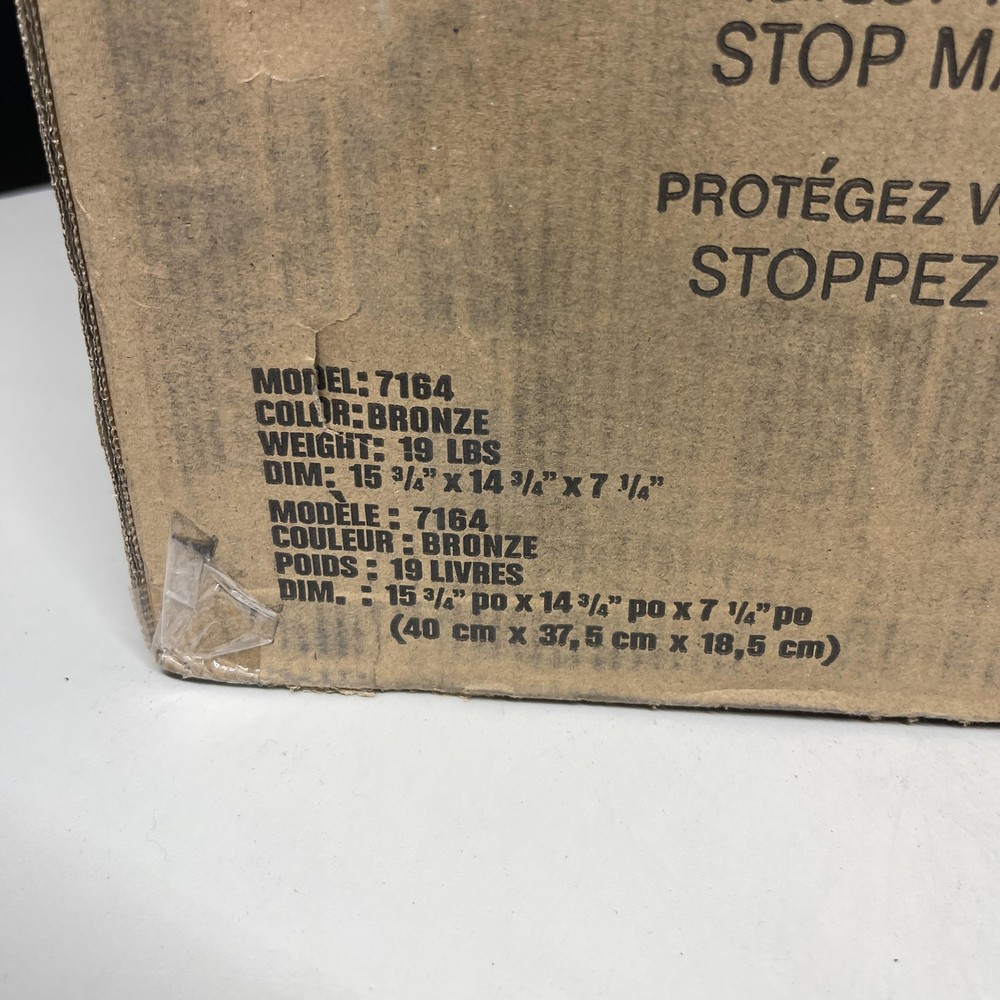 STOP
PROTÉGEZ
STOPPEZ
MODEL: 7164
COLOR: BRONZE
WEIGHT: 19 LBS
DIM: 15 3/4" x 14 3/4" x 7 1/4"
MODÈLE : 7164
COULEUR : BRONZE
POIDS : 19 LIVRES
DIM. : 15 3/4" po x 14 3/4" po x 7 1/4" po
(40 cm x 37,5 cm x 18,5 cm)